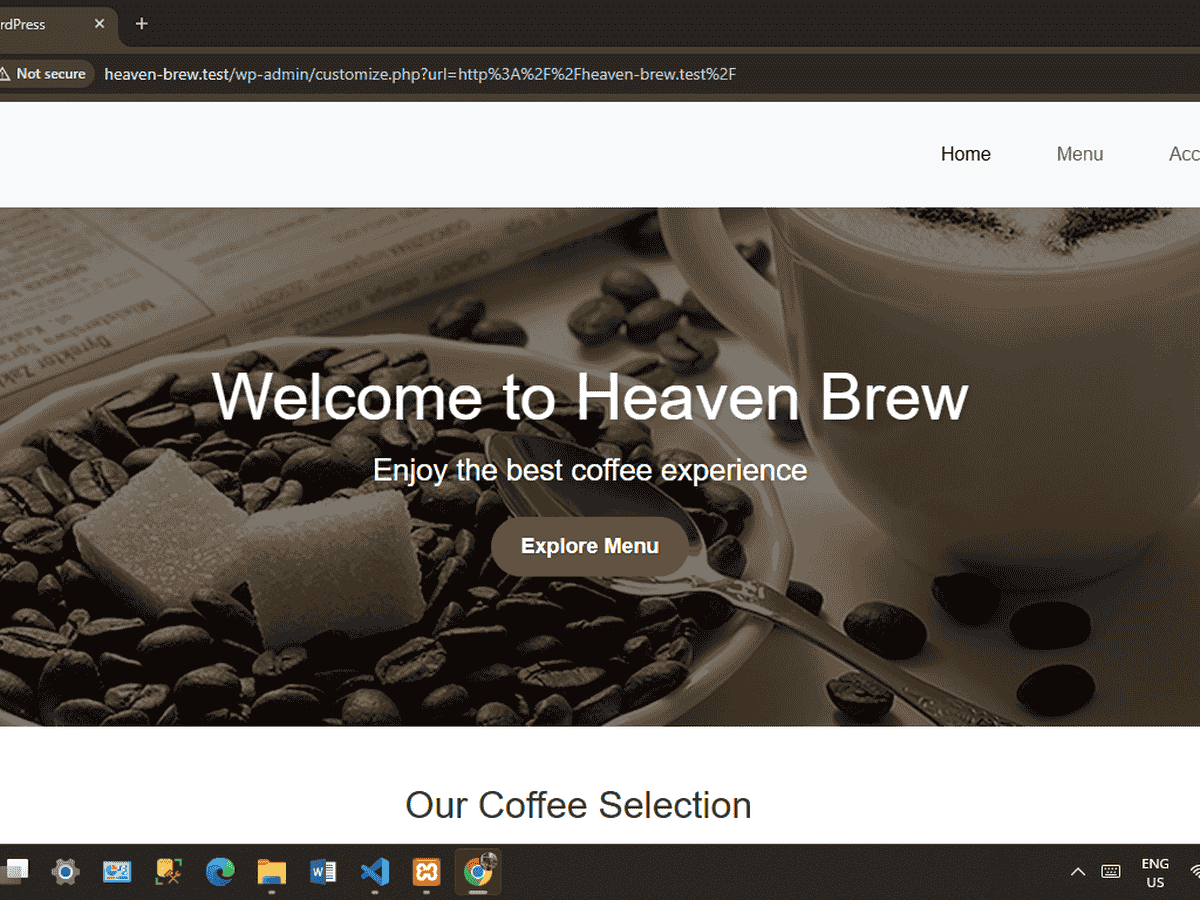 rdPress
Not secure heaven-brew.test/wp-admin/customize.php?url=http%3A%2F%2Fheaven-brew.test%2F
Home Menu Acc
Welcome to Heaven Brew
Enjoy the best coffee experience
Explore Menu
Our Coffee Selection
ENG
US